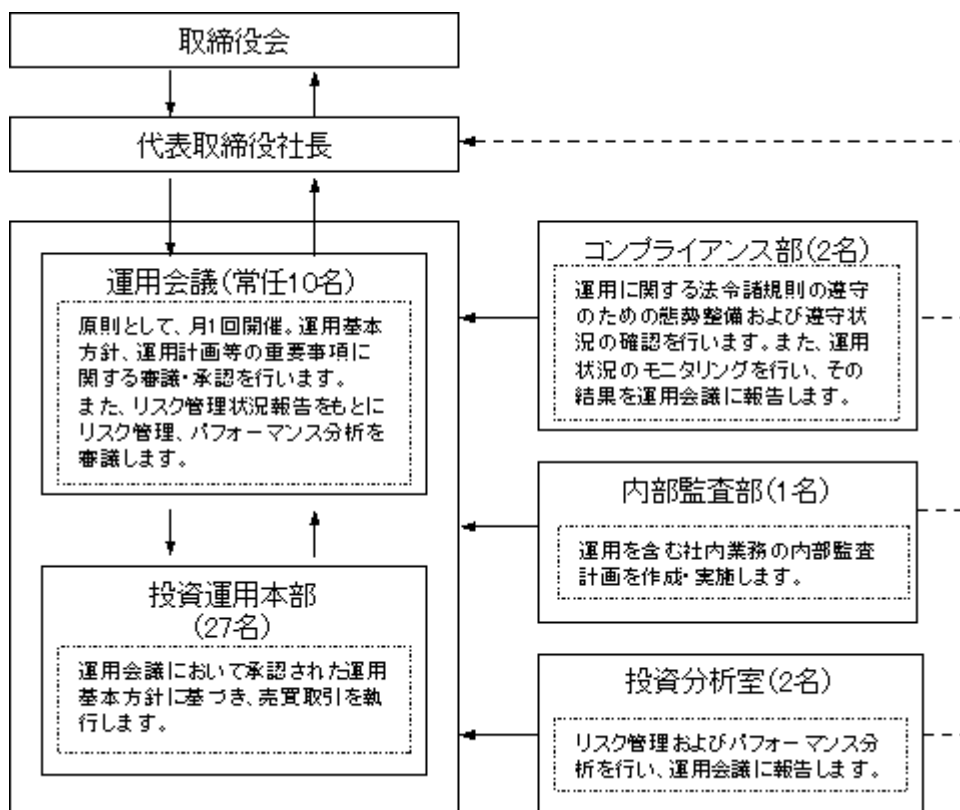 取締役会
代表取締役社長
運用会議(常任10名)
原則として、月1回開催。運用基本
方針、運用計画等の重要事項に
関する審議・承認を行います。
また、リスク管理状況報告をもとに
リスク管理、パフォーマンス分析を
審議します。
投資運用本部
(27名)
運用会議において承認された運用
基本方針に基づき、売買取引を執
行します。
コンプライアンス部(2名)
運用に関する法令諸規則の遵守
のための態勢整備および遵守状
況の確認を行います。また、運用
状況のモニタリングを行い、その
結果を運用会議に報告します。
内部監査部(1名)
運用を含む社内業務の内部監査
計画を作成・実施します。
投資分析室(2名)
リスク管理およびパフォーマンス分
析を行い、運用会議に報告します。